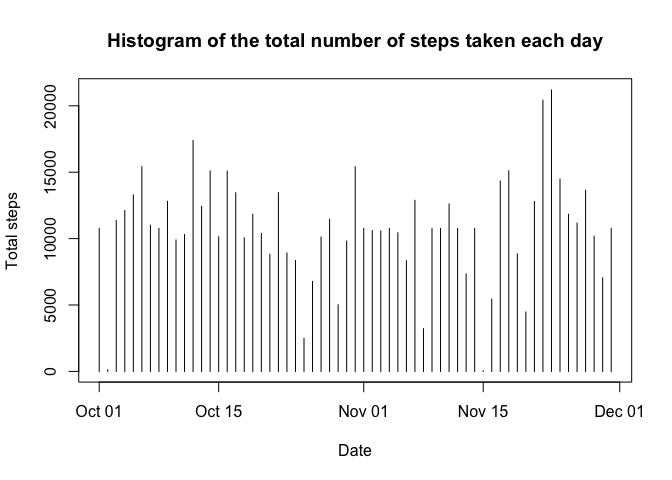 Histogram of the total number of steps taken each day
Total steps
20000
15000
10000
5000
0
Oct 01 Oct 15 Nov 01 Nov 15 Dec 01
Date